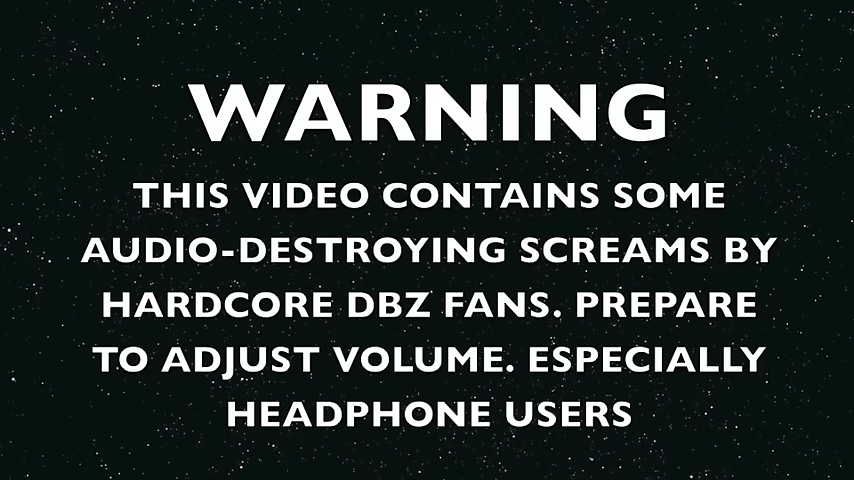 WARNING
THIS VIDEO CONTAINS SOME
AUDIO-DESTROYING SCREAMS BY
HARDCORE DBZ FANS. PREPARE
TO ADJUST VOLUME. ESPECIALLY
HEADPHONE USERS